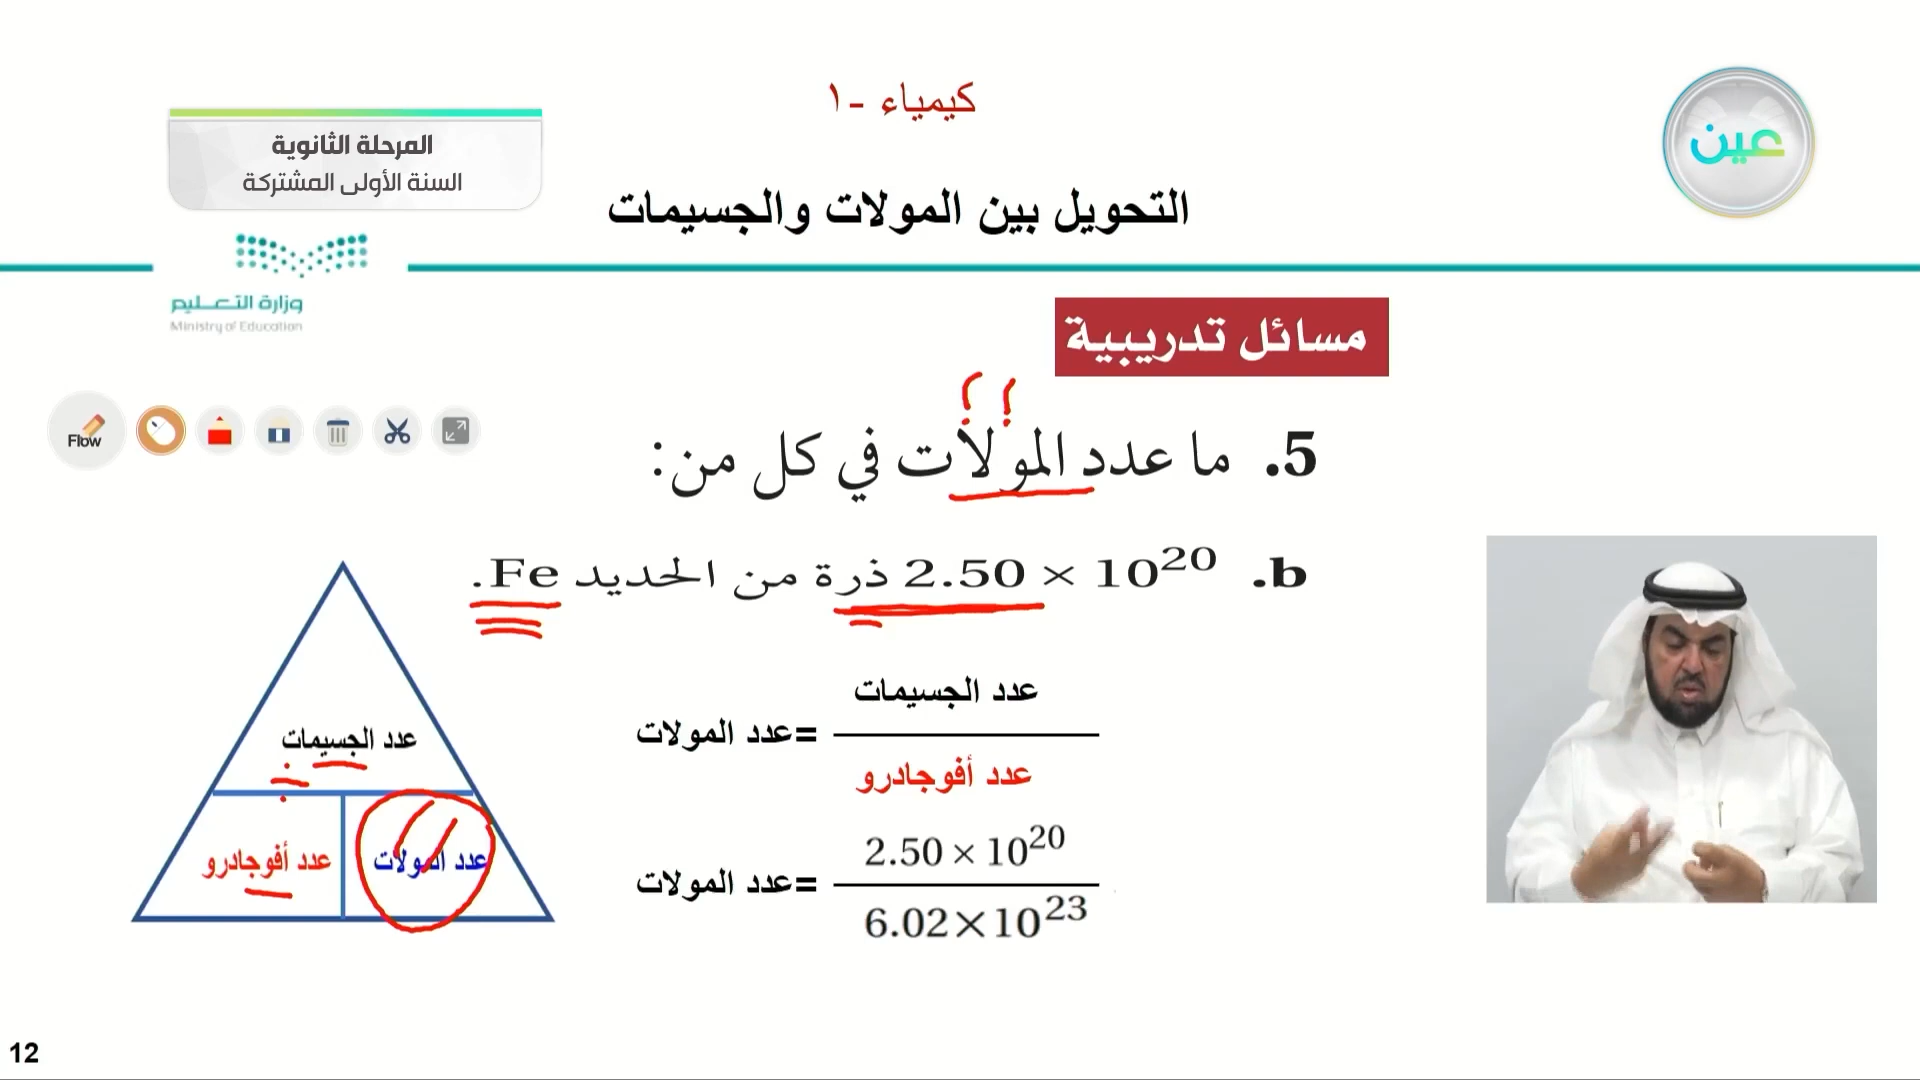 كيمياء -١
عين
المرحلة الثانوية
السنة الأولى المشتركة
التحويل بين المولات والجسيمات
وزارة التعليم
Ministry of Education
مسائل تدريبية
Flow
؟ ؟
5. ما عدد المولات في كل من:
b. 2.50 × 10²⁰ ذرة من الحديد Fe.
عدد الجسيمات
عدد المولات=
عدد أفوجادرو
عدد الجسيمات
÷
عدد المولات
عدد أفوجادرو
2.50 × 10²⁰
عدد المولات=
6.02×10²³
12